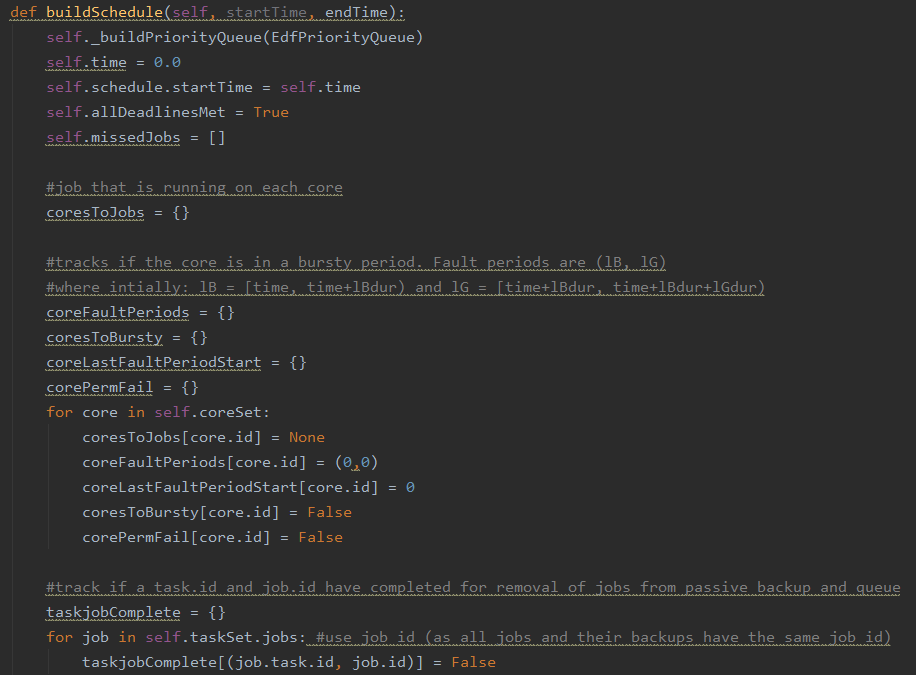 def buildSchedule(self, startTime, endTime):
    self._buildPriorityQueue(EdfPriorityQueue)
    self.time = 0.0
    self.schedule.startTime = self.time
    self.allDeadlinesMet = True
    self.missedJobs = []

    #job that is running on each core
    coresToJobs = {}

    #tracks if the core is in a bursty period. Fault periods are (lB, lG)
    #where intially: lB = [time, time+lBdur) and lG = [time+lBdur, time+lBdur+lGdur)
    coreFaultPeriods = {}
    coresToBursty = {}
    coreLastFaultPeriodStart = {}
    corePermFail = {}
    for core in self.coreSet:
        coresToJobs[core.id] = None
        coreFaultPeriods[core.id] = (0,0)
        coreLastFaultPeriodStart[core.id] = 0
        coresToBursty[core.id] = False
        corePermFail[core.id] = False

    #track if a task.id and job.id have completed for removal of jobs from passive backup and queue
    taskjobComplete = {}
    for job in self.taskSet.jobs: #use job id (as all jobs and their backups have the same job id)
        taskjobComplete[(job.task.id, job.id)] = False